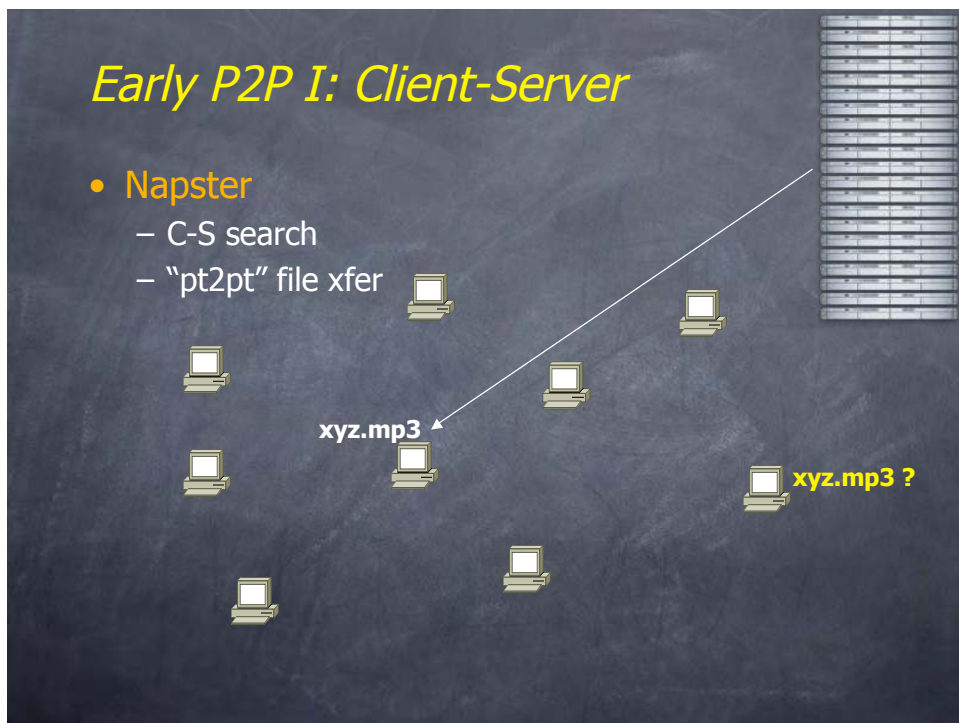 Early P2P I: Client-Server
• Napster
– C-S search
– “pt2pt” file xfer
xyz.mp3
xyz.mp3 ?